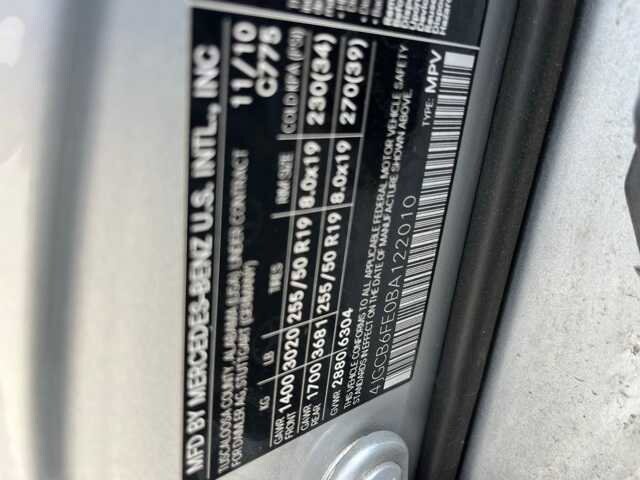 MFD BY MERCEDES-BENZ U.S. INTL., INC 11/10
TUSCALOOSA COUNTY, ALABAMA (USA) UNDER CONTRACT C775
FOR DAIMLER AG, STUTTGART (GERMANY)
KG LB TIRES RIM SIZE COLD INFL (PSI)
GAWR FRONT 1400 3020 255/50 R19 8.0x19 230(34)
GAWR REAR 1700 3681 255/50 R19 8.0x19 270(39)
GVWR 2880 6304
THIS VEHICLE CONFORMS TO ALL APPLICABLE FEDERAL MOTOR VEHICLE SAFETY
STANDARDS IN EFFECT ON THE DATE OF MANUFACTURE SHOWN ABOVE.
TYPE: MPV
4JGCB6FE0BA122010